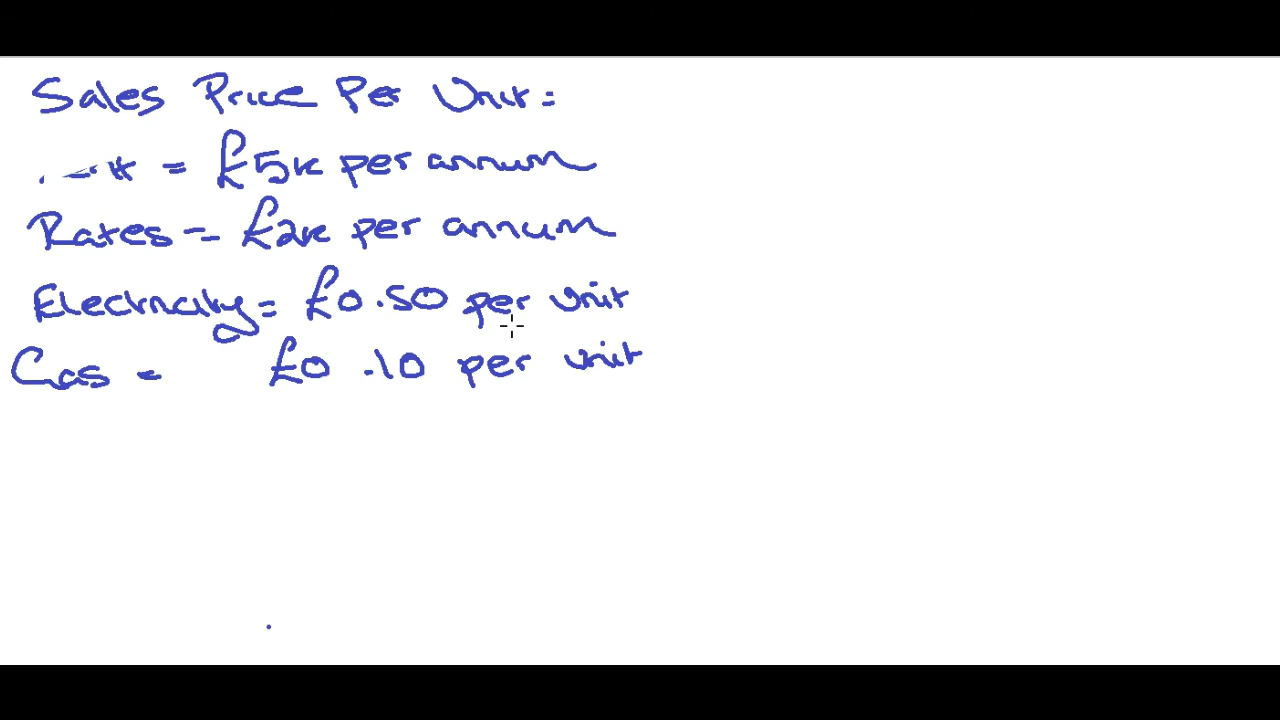 Sales Price Per Unit =
= £5k per annum
Rates = £2k per annum
Electricity = £0.50 per unit
Gas = £0.10 per unit